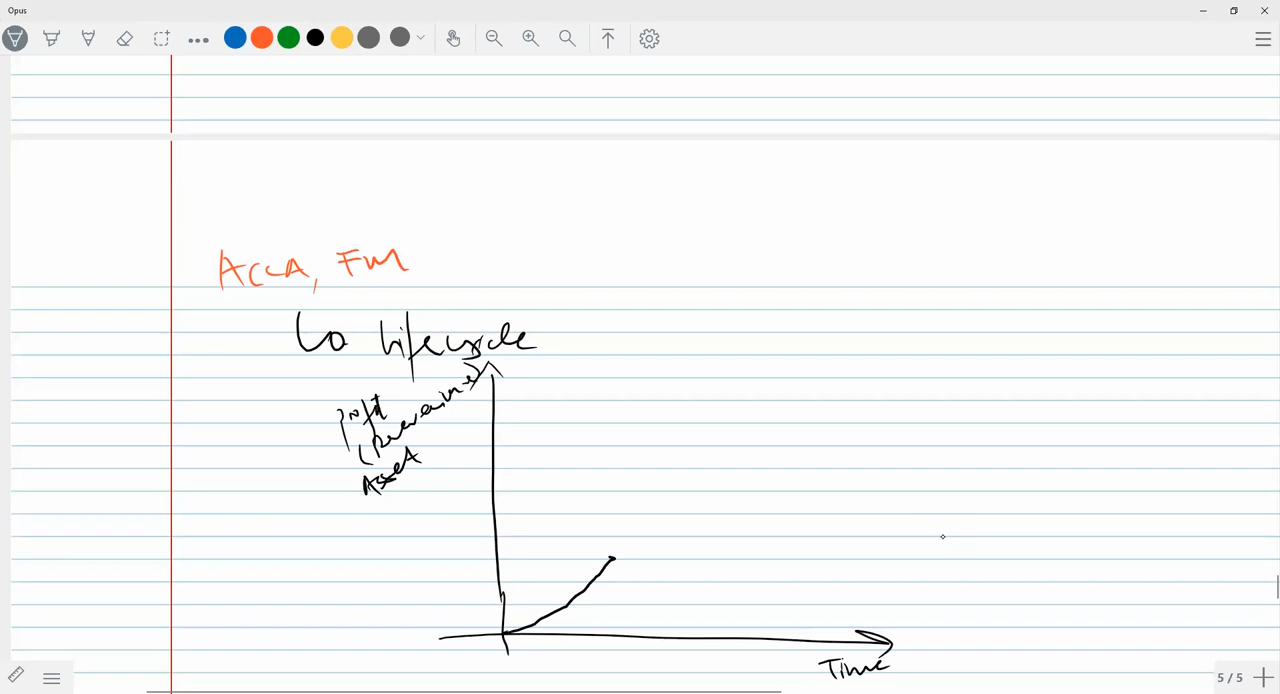 Opus
ACCA, FM
Co Lifecycle
Profit
(Revenue)
Asset
Time
5 / 5